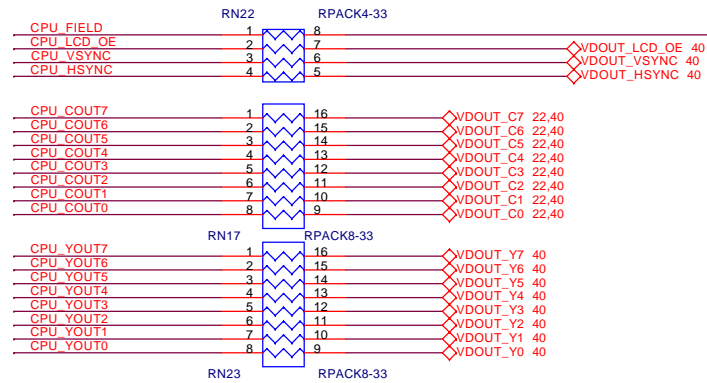 RN22 RPACK4-33
CPU_FIELD 1 8
CPU_LCD_OE 2 7 VDOUT_LCD_OE 40
CPU_VSYNC 3 6 VDOUT_VSYNC 40
CPU_HSYNC 4 5 VDOUT_HSYNC 40
CPU_COUT7 1 16 VDOUT_C7 22,40
CPU_COUT6 2 15 VDOUT_C6 22,40
CPU_COUT5 3 14 VDOUT_C5 22,40
CPU_COUT4 4 13 VDOUT_C4 22,40
CPU_COUT3 5 12 VDOUT_C3 22,40
CPU_COUT2 6 11 VDOUT_C2 22,40
CPU_COUT1 7 10 VDOUT_C1 22,40
CPU_COUT0 8 9 VDOUT_C0 22,40
RN17 RPACK8-33
CPU_YOUT7 1 16 VDOUT_Y7 40
CPU_YOUT6 2 15 VDOUT_Y6 40
CPU_YOUT5 3 14 VDOUT_Y5 40
CPU_YOUT4 4 13 VDOUT_Y4 40
CPU_YOUT3 5 12 VDOUT_Y3 40
CPU_YOUT2 6 11 VDOUT_Y2 40
CPU_YOUT1 7 10 VDOUT_Y1 40
CPU_YOUT0 8 9 VDOUT_Y0 40
RN23 RPACK8-33